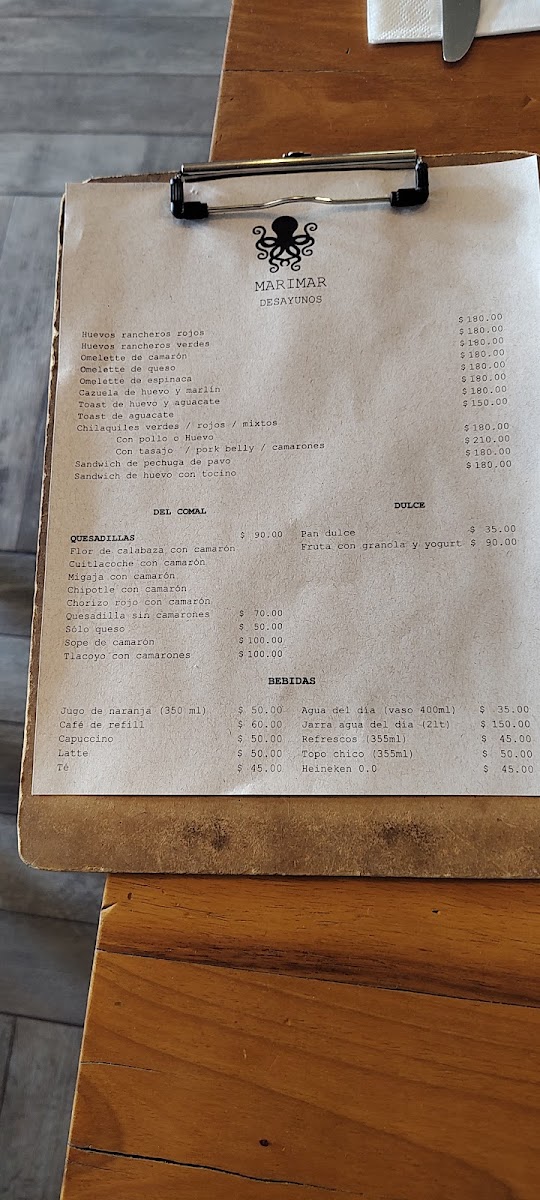 MARIMAR
DESAYUNOS
Huevos rancheros rojos $180.00
Huevos rancheros verdes $180.00
Omelette de camarón $180.00
Omelette de queso $180.00
Omelette de espinaca $180.00
Cazuela de huevo y marlin $180.00
Toast de huevo y aguacate $180.00
Toast de aguacate $150.00
Chilaquiles verdes / rojos / mixtos
Con pollo o Huevo $180.00
Con tasajo / pork belly / camarones $210.00
Sandwich de pechuga de pavo $180.00
Sandwich de huevo con tocino $180.00
DEL COMAL
QUESADILLAS $ 90.00
Flor de calabaza con camarón
Cuitlacoche con camarón
Migaja con camarón
Chipotle con camarón
Chorizo rojo con camarón
Quesadilla sin camarones $ 70.00
Sólo queso $ 50.00
Sope de camarón $100.00
Tlacoyo con camarones $100.00
DULCE
Pan dulce $ 35.00
Fruta con granola y yogurt $ 90.00
BEBIDAS
Jugo de naranja (350 ml) $ 50.00
Café de refill $ 60.00
Capuccino $ 50.00
Latte $ 50.00
Té $ 45.00
Agua del día (vaso 400ml) $ 35.00
Jarra agua del día (2lt) $ 150.00
Refrescos (355ml) $ 45.00
Topo chico (355ml) $ 50.00
Heineken 0.0 $ 45.00